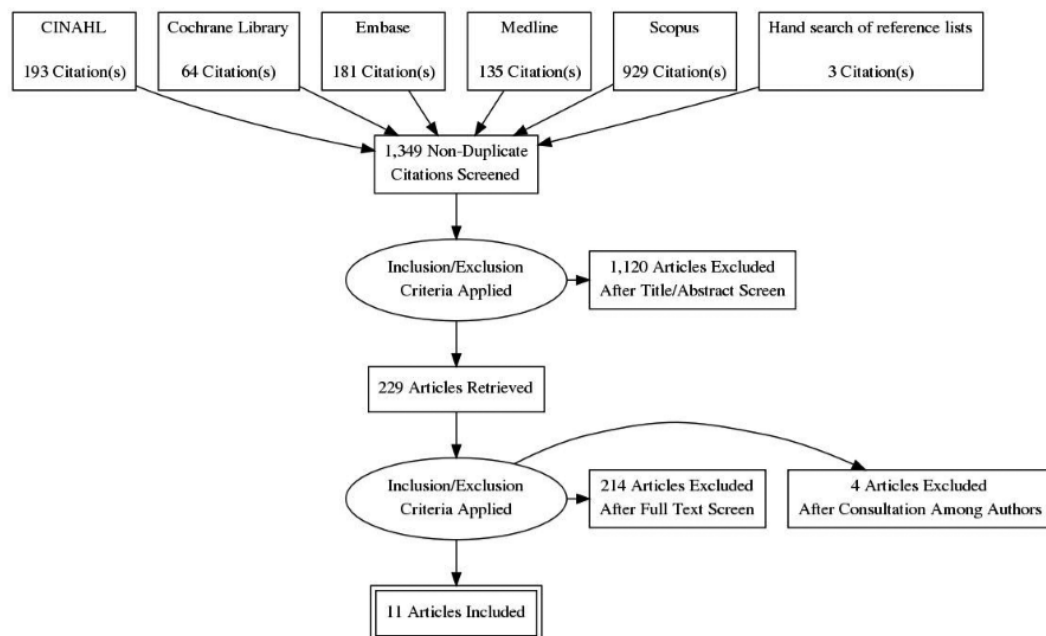 CINAHL
193 Citation(s)
Cochrane Library
64 Citation(s)
Embase
181 Citation(s)
Medline
135 Citation(s)
Scopus
929 Citation(s)
Hand search of reference lists
3 Citation(s)
1,349 Non-Duplicate
Citations Screened
Inclusion/Exclusion
Criteria Applied
1,120 Articles Excluded
After Title/Abstract Screen
229 Articles Retrieved
Inclusion/Exclusion
Criteria Applied
214 Articles Excluded
After Full Text Screen
4 Articles Excluded
After Consultation Among Authors
11 Articles Included